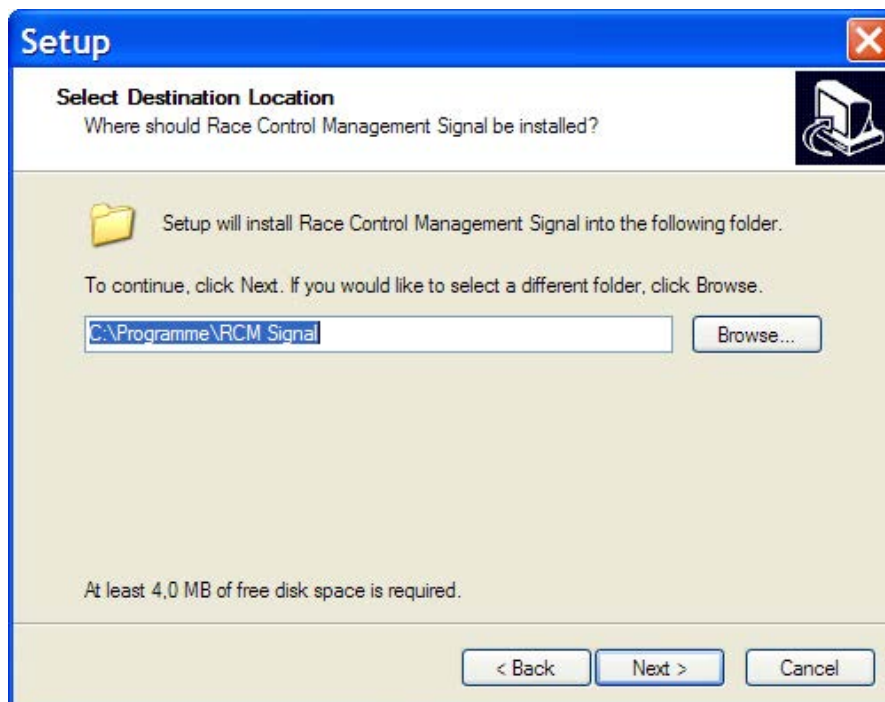 Setup
Select Destination Location
Where should Race Control Management Signal be installed?
Setup will install Race Control Management Signal into the following folder.
To continue, click Next. If you would like to select a different folder, click Browse.
C:\Programme\RCM Signal
Browse...
At least 4,0 MB of free disk space is required.
< Back
Next >
Cancel